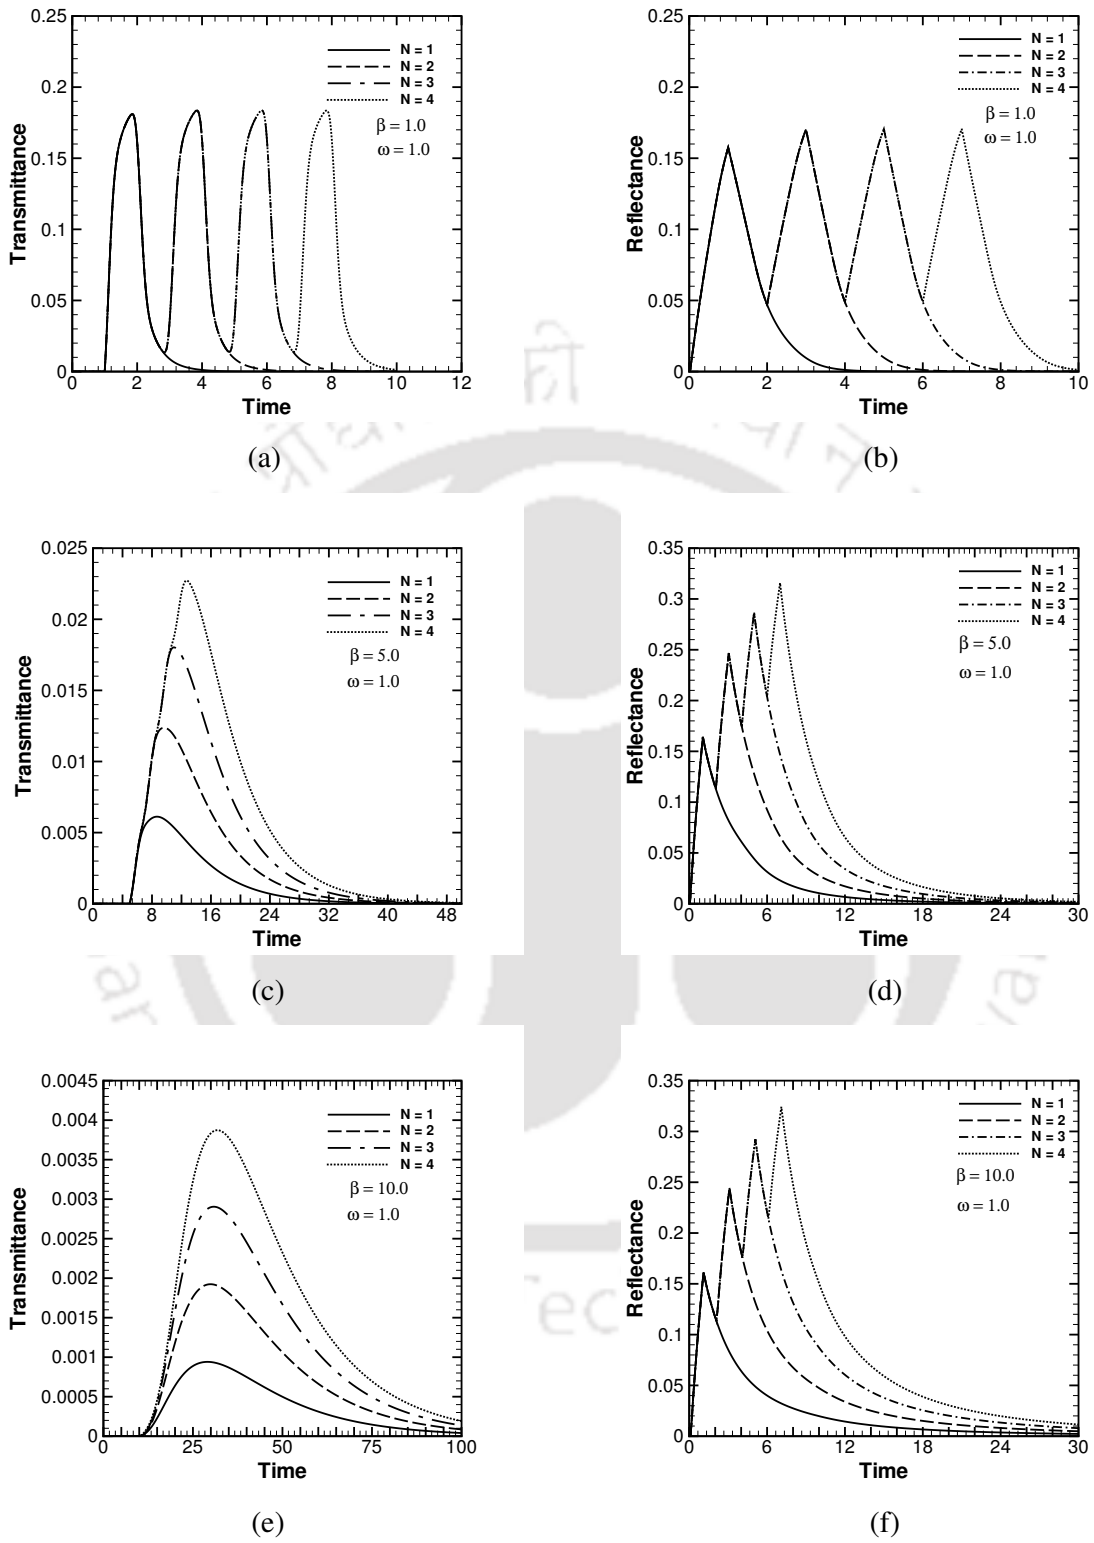 0.25
0.2
0.15
0.1
0.05
0
Transmittance
N = 1
N = 2
N = 3
N = 4
β = 1.0
ω = 1.0
0 2 4 6 8 10 12
Time
(a)
0.25
0.2
0.15
0.1
0.05
0
Reflectance
N = 1
N = 2
N = 3
N = 4
β = 1.0
ω = 1.0
0 2 4 6 8 10
Time
(b)
0.025
0.02
0.015
0.01
0.005
0
Transmittance
N = 1
N = 2
N = 3
N = 4
β = 5.0
ω = 1.0
0 8 16 24 32 40 48
Time
(c)
0.35
0.3
0.25
0.2
0.15
0.1
0.05
0
Reflectance
N = 1
N = 2
N = 3
N = 4
β = 5.0
ω = 1.0
0 6 12 18 24 30
Time
(d)
0.0045
0.004
0.0035
0.003
0.0025
0.002
0.0015
0.001
0.0005
0
Transmittance
N = 1
N = 2
N = 3
N = 4
β = 10.0
ω = 1.0
0 25 50 75 100
Time
(e)
0.35
0.3
0.25
0.2
0.15
0.1
0.05
0
Reflectance
N = 1
N = 2
N = 3
N = 4
β = 10.0
ω = 1.0
0 6 12 18 24 30
Time
(f)